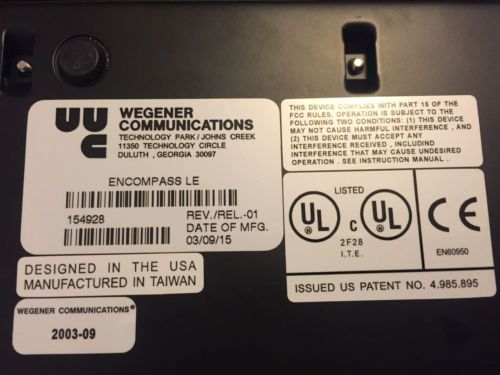 WEGENER
COMMUNICATIONS
TECHNOLOGY PARK/JOHNS CREEK
11350 TECHNOLOGY CIRCLE
DULUTH , GEORGIA 30097
ENCOMPASS LE
154928
REV./REL.-01
DATE OF MFG.
03/09/15
DESIGNED IN THE USA
MANUFACTURED IN TAIWAN
WEGENER COMMUNICATIONS®
2003-09
THIS DEVICE COMPLIES WITH PART 15 OF THE
FCC RULES. OPERATION IS SUBJECT TO THE
FOLLOWING TWO CONDITIONS: (1) THIS DEVICE
MAY NOT CAUSE HARMFUL INTERFERENCE , AND
(2) THIS DEVICE MUST ACCEPT ANY
INTERFERENCE RECEIVED , INCLUDIND
INTERFERENCE THAT MAY CAUSE UNDESIRED
OPERATION . SEE INSTRUCTION MANUAL .
LISTED
UL ® C UL ® CE
2F28
I.T.E.
EN60950
ISSUED US PATENT NO. 4.985.895